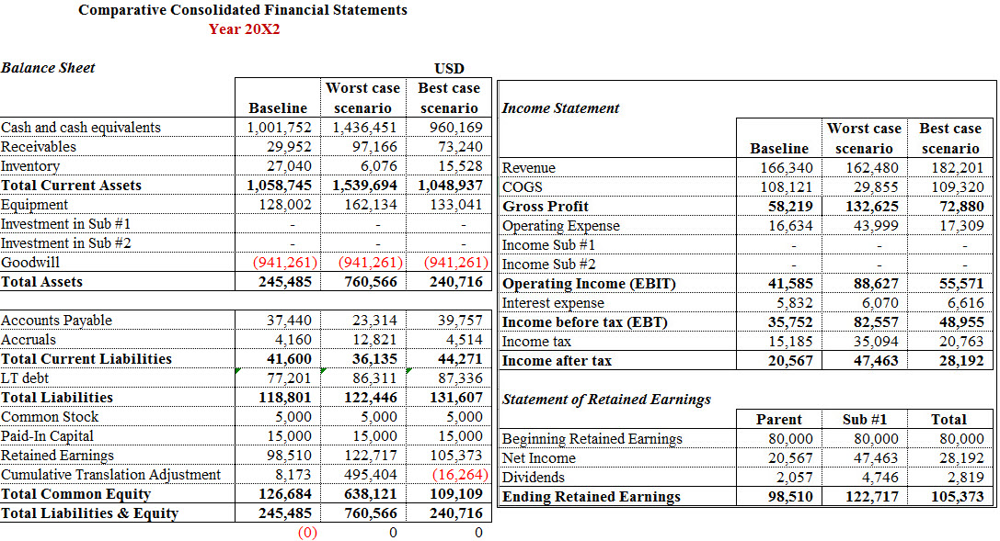 Comparative Consolidated Financial Statements
Year 20X2
Balance Sheet USD
Baseline Worst case scenario Best case scenario
Cash and cash equivalents 1,001,752 1,436,451 960,169
Receivables 29,952 97,166 73,240
Inventory 27,040 6,076 15,528
Total Current Assets 1,058,745 1,539,694 1,048,937
Equipment 128,002 162,134 133,041
Investment in Sub #1 - - -
Investment in Sub #2 - - -
Goodwill (941,261) (941,261) (941,261)
Total Assets 245,485 760,566 240,716
Accounts Payable 37,440 23,314 39,757
Accruals 4,160 12,821 4,514
Total Current Liabilities 41,600 36,135 44,271
LT debt 77,201 86,311 87,336
Total Liabilities 118,801 122,446 131,607
Common Stock 5,000 5,000 5,000
Paid-In Capital 15,000 15,000 15,000
Retained Earnings 98,510 122,717 105,373
Cumulative Translation Adjustment 8,173 495,404 (16,264)
Total Common Equity 126,684 638,121 109,109
Total Liabilities & Equity 245,485 760,566 240,716
(0) 0 0
Income Statement
Baseline Worst case scenario Best case scenario
Revenue 166,340 162,480 182,201
COGS 108,121 29,855 109,320
Gross Profit 58,219 132,625 72,880
Operating Expense 16,634 43,999 17,309
Income Sub #1 - - -
Income Sub #2 - - -
Operating Income (EBIT) 41,585 88,627 55,571
Interest expense 5,832 6,070 6,616
Income before tax (EBT) 35,752 82,557 48,955
Income tax 15,185 35,094 20,763
Income after tax 20,567 47,463 28,192
Statement of Retained Earnings
Parent Sub #1 Total
Beginning Retained Earnings 80,000 80,000 80,000
Net Income 20,567 47,463 28,192
Dividends 2,057 4,746 2,819
Ending Retained Earnings 98,510 122,717 105,373